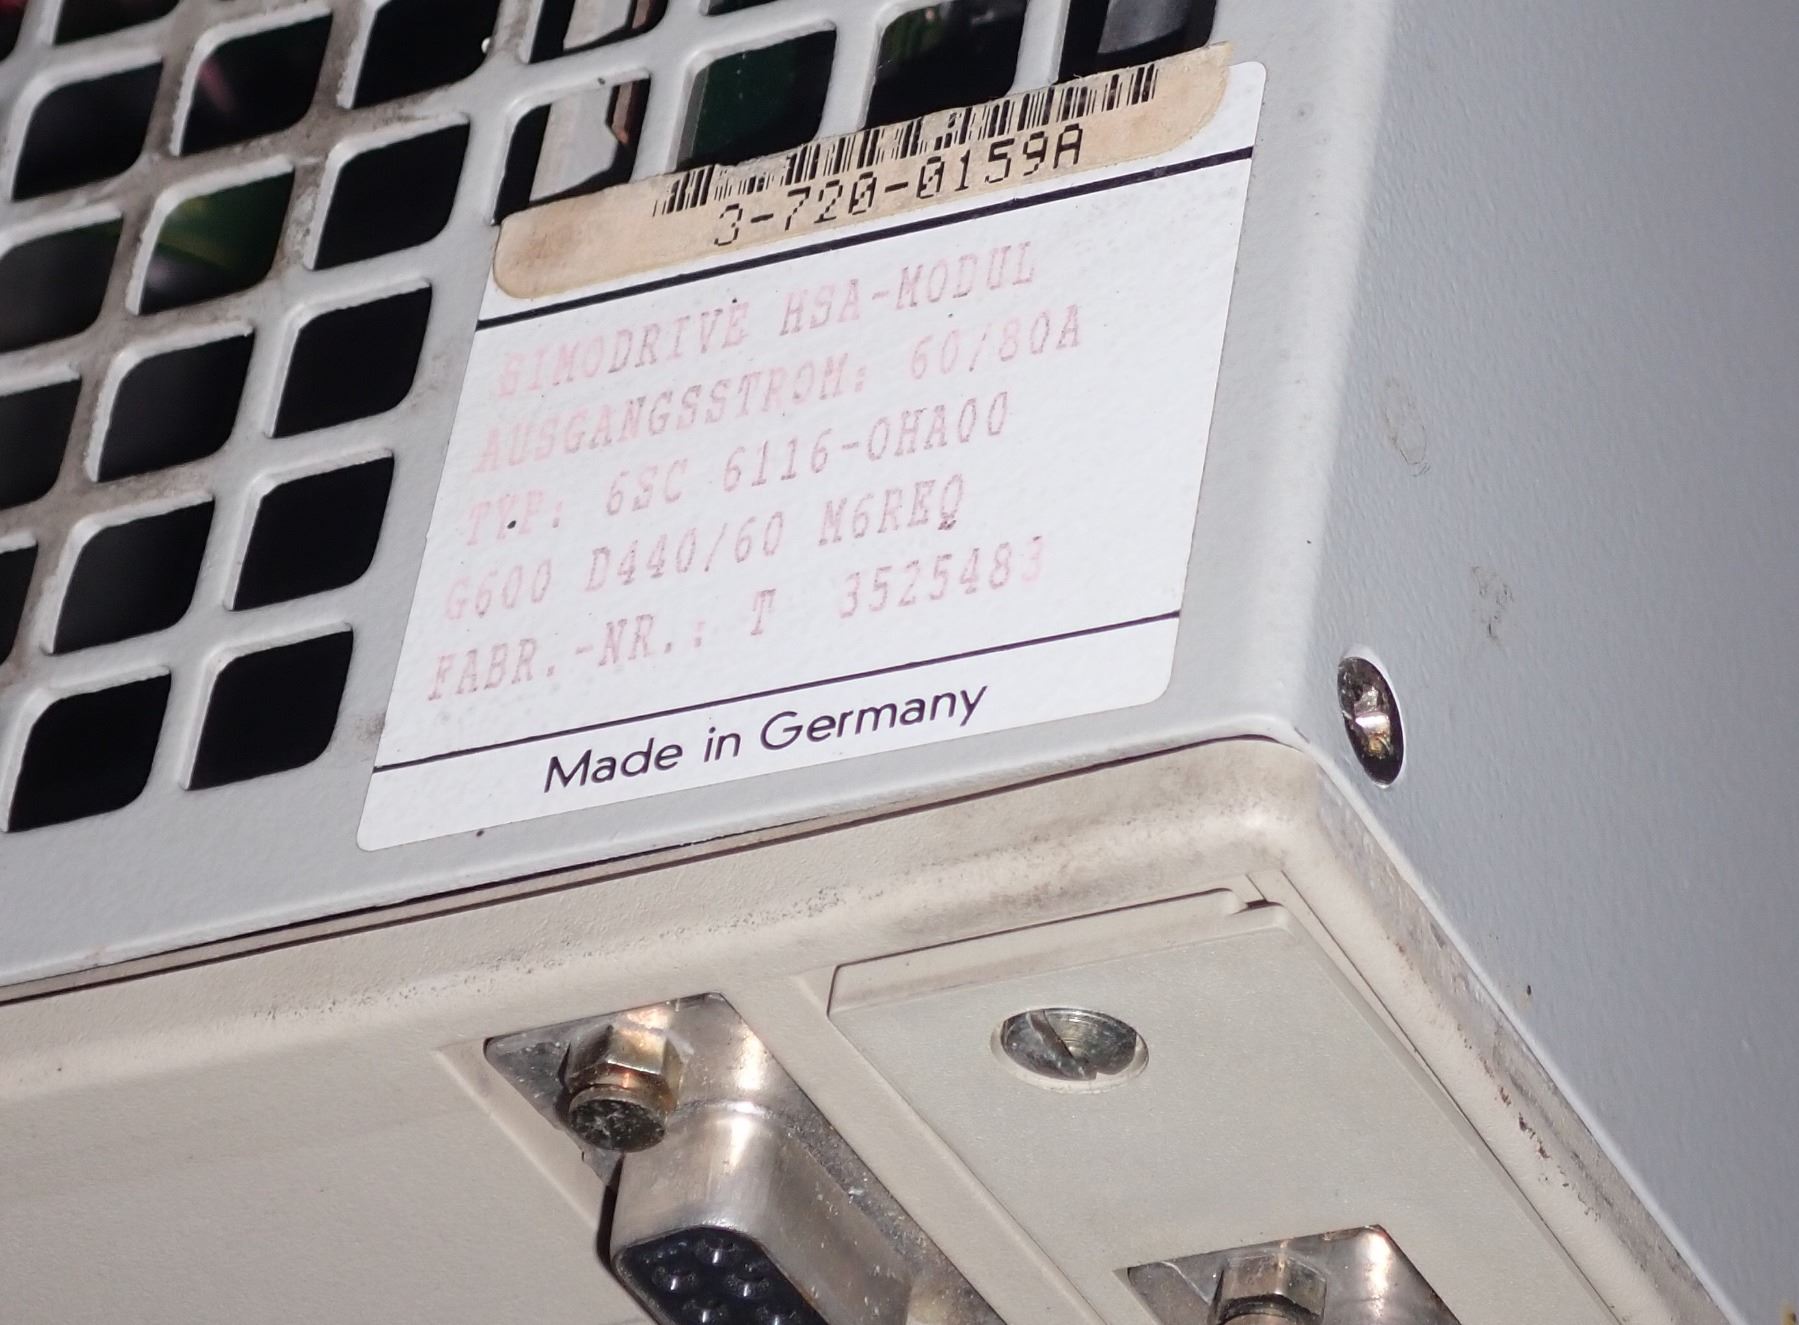 3-720-0159A
SIMODRIVE HSA-MODUL
AUSGANGSSTROM: 60/80A
TYP: 6SC 6116-0HA00
G600 D440/60 M6REQ
FABR.-NR.: T 3525483
Made in Germany